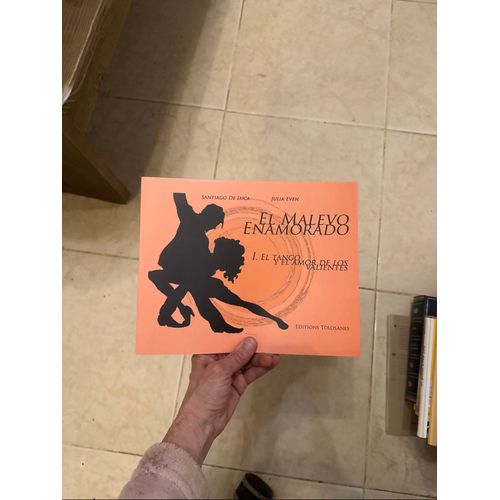 Santiago De Luca Julia Even
El Malevo
Enamorado
I. El tango
y el amor de los
valientes
Editions Tolosanes